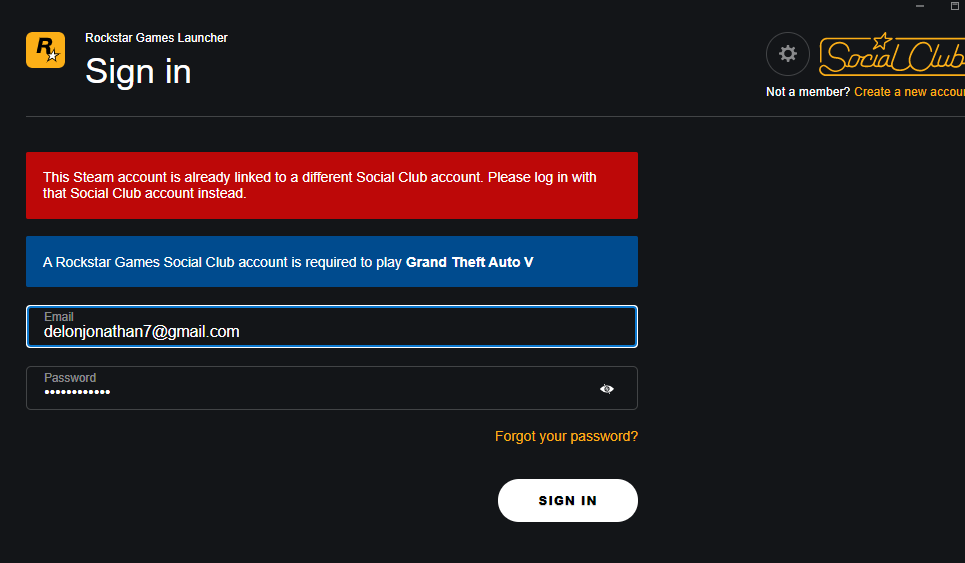 R
Rockstar Games Launcher
Sign in
Social Club
Not a member? Create a new accou
This Steam account is already linked to a different Social Club account. Please log in with
that Social Club account instead.
A Rockstar Games Social Club account is required to play Grand Theft Auto V
Email
delonjonathan7@gmail.com
Password
••••••••••••
Forgot your password?
SIGN IN